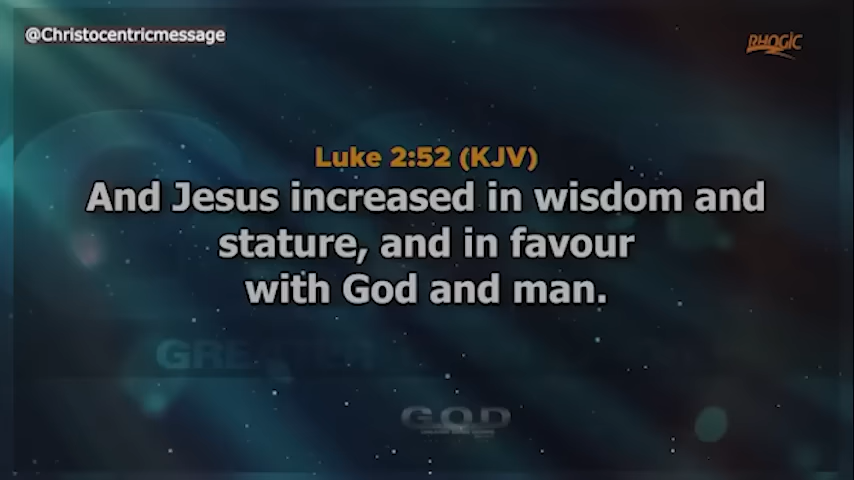 @Christocentricmessage
RHOGIC
Luke 2:52 (KJV)
And Jesus increased in wisdom and
stature, and in favour
with God and man.
GREATER
G.O.D